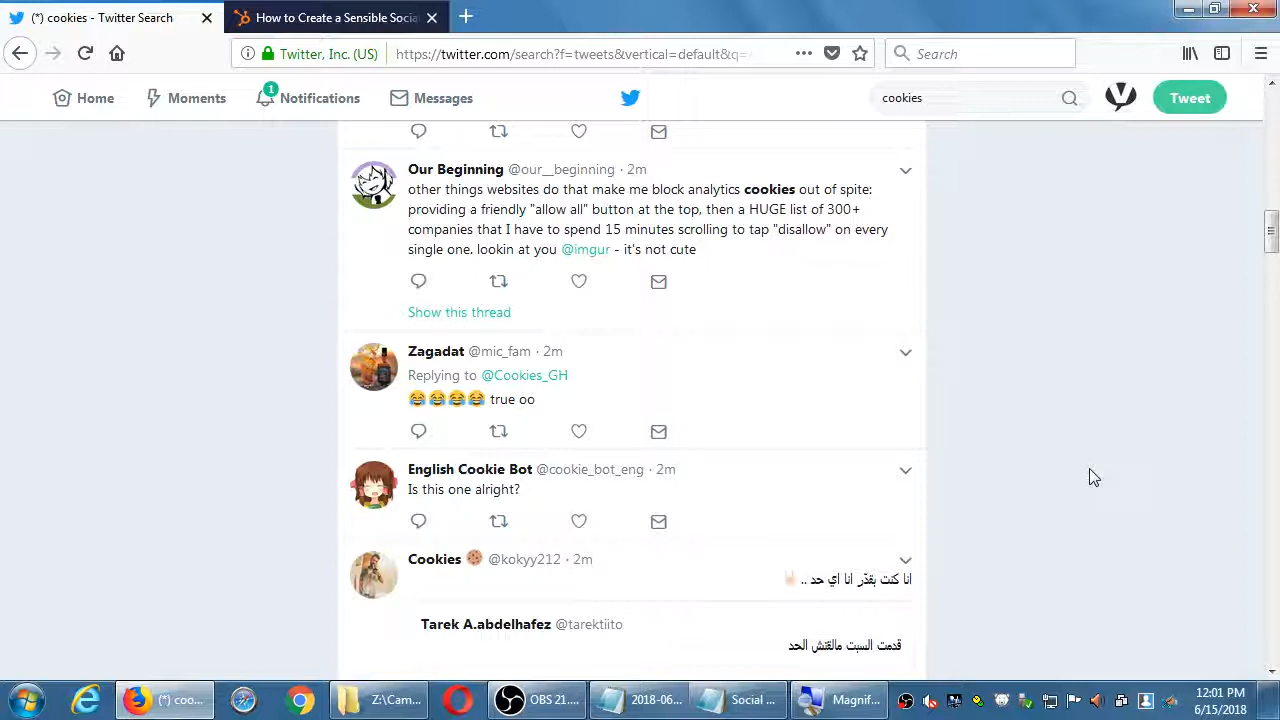 (*) cookies - Twitter Search
How to Create a Sensible Socia
Twitter, Inc. (US)
https://twitter.com/search?f=tweets&vertical=default&q=
Search
Home
Moments
1
Notifications
Messages
cookies
Tweet
Our Beginning @our__beginning · 2m
other things websites do that make me block analytics cookies out of spite:
providing a friendly "allow all" button at the top, then a HUGE list of 300+
companies that I have to spend 15 minutes scrolling to tap "disallow" on every
single one. lookin at you @imgur - it's not cute
Show this thread
Zagadat @mic_fam · 2m
Replying to @Cookies_GH
😂😂😂😂 true oo
English Cookie Bot @cookie_bot_eng · 2m
Is this one alright?
Cookies 🍪 @kokyy212 · 2m
انا كنت بقدّر انا اي حد .. ✌🏻
Tarek A.abdelhafez @tarektiito
قدمت السبت مالقتش الحد
(*) coo...
Z:\Cam...
OBS 21....
2018-06...
Social ...
Magnif...
12:01 PM
6/15/2018